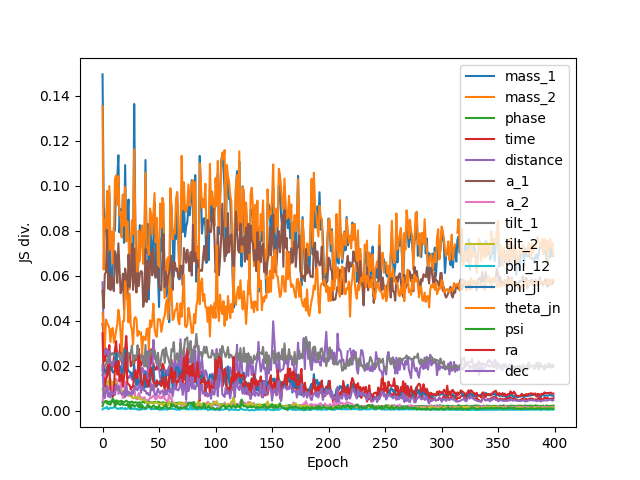 JS div.
0.14
0.12
0.10
0.08
0.06
0.04
0.02
0.00
mass_1
mass_2
phase
time
distance
a_1
a_2
tilt_1
tilt_2
phi_12
phi_jl
theta_jn
psi
ra
dec
0 50 100 150 200 250 300 350 400
Epoch